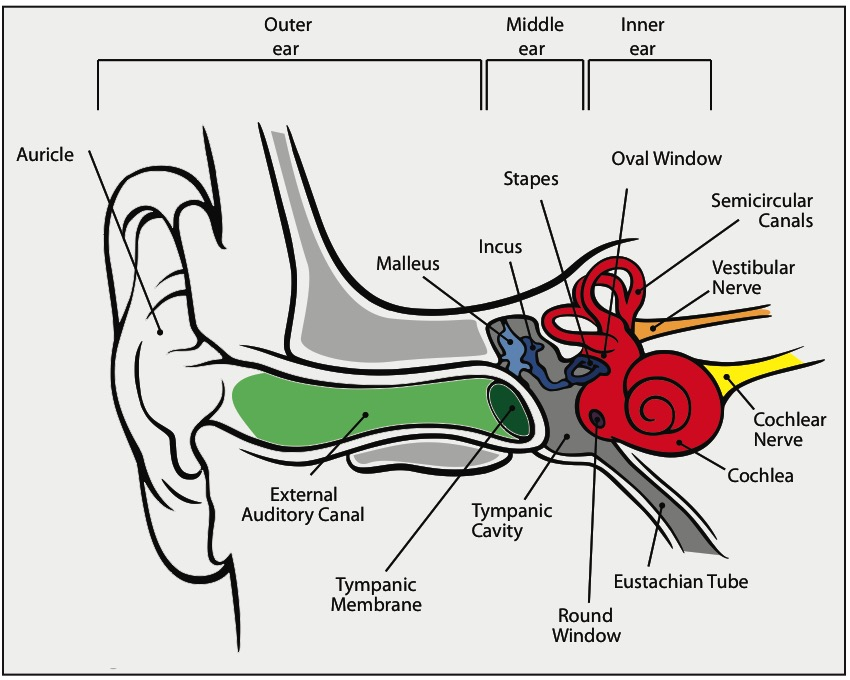 Outer
ear
Middle
ear
Inner
ear
Auricle
Oval Window
Stapes
Semicircular
Canals
Incus
Malleus
Vestibular
Nerve
Cochlear
Nerve
Cochlea
External
Auditory Canal
Tympanic
Cavity
Tympanic
Membrane
Eustachian Tube
Round
Window